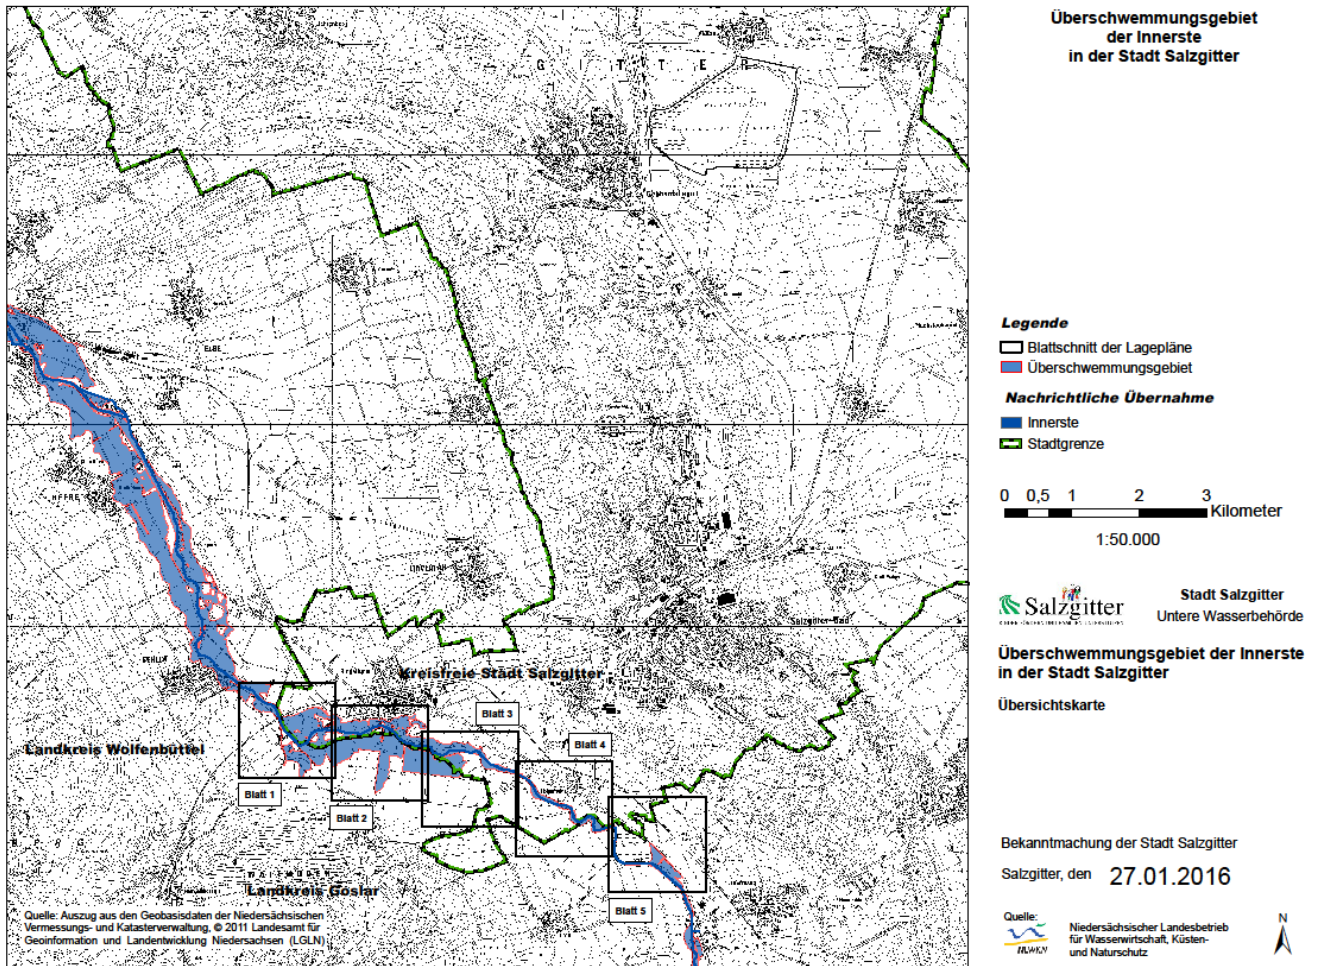 Überschwemmungsgebiet
der Innerste
in der Stadt Salzgitter
G I T T E R
Legende
Blattschnitt der Lagepläne
Überschwemmungsgebiet
Nachrichtliche Übernahme
Innerste
Stadtgrenze
0 0,5 1 2 3
Kilometer
1:50.000
Salzgitter
Stadt Salzgitter
Untere Wasserbehörde
Überschwemmungsgebiet der Innerste
in der Stadt Salzgitter
Übersichtskarte
Bekanntmachung der Stadt Salzgitter
Salzgitter, den 27.01.2016
Quelle:
NLWKN
Niedersächsischer Landesbetrieb
für Wasserwirtschaft, Küsten-
und Naturschutz
N
ELBE
Salzgitter-Bad
Kreisfreie Stadt Salzgitter
Landkreis Wolfenbüttel
Landkreis Goslar
Blatt 1
Blatt 2
Blatt 3
Blatt 4
Blatt 5
Quelle: Auszug aus den Geobasisdaten der Niedersächsischen
Vermessungs- und Katasterverwaltung, © 2011 Landesamt für
Geoinformation und Landentwicklung Niedersachsen (LGLN)